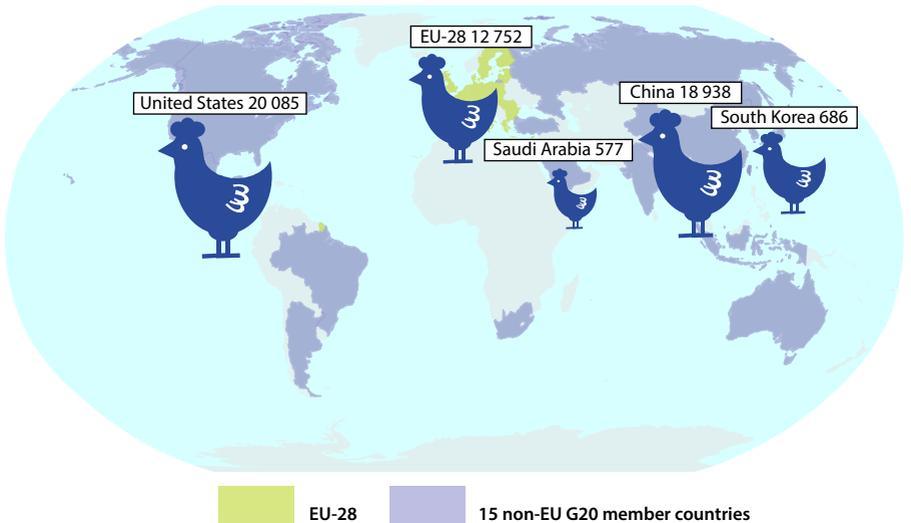 EU-28 12 752
China 18 938
United States 20 085
South Korea 686
Saudi Arabia 577
EU-28
15 non-EU G20 member countries